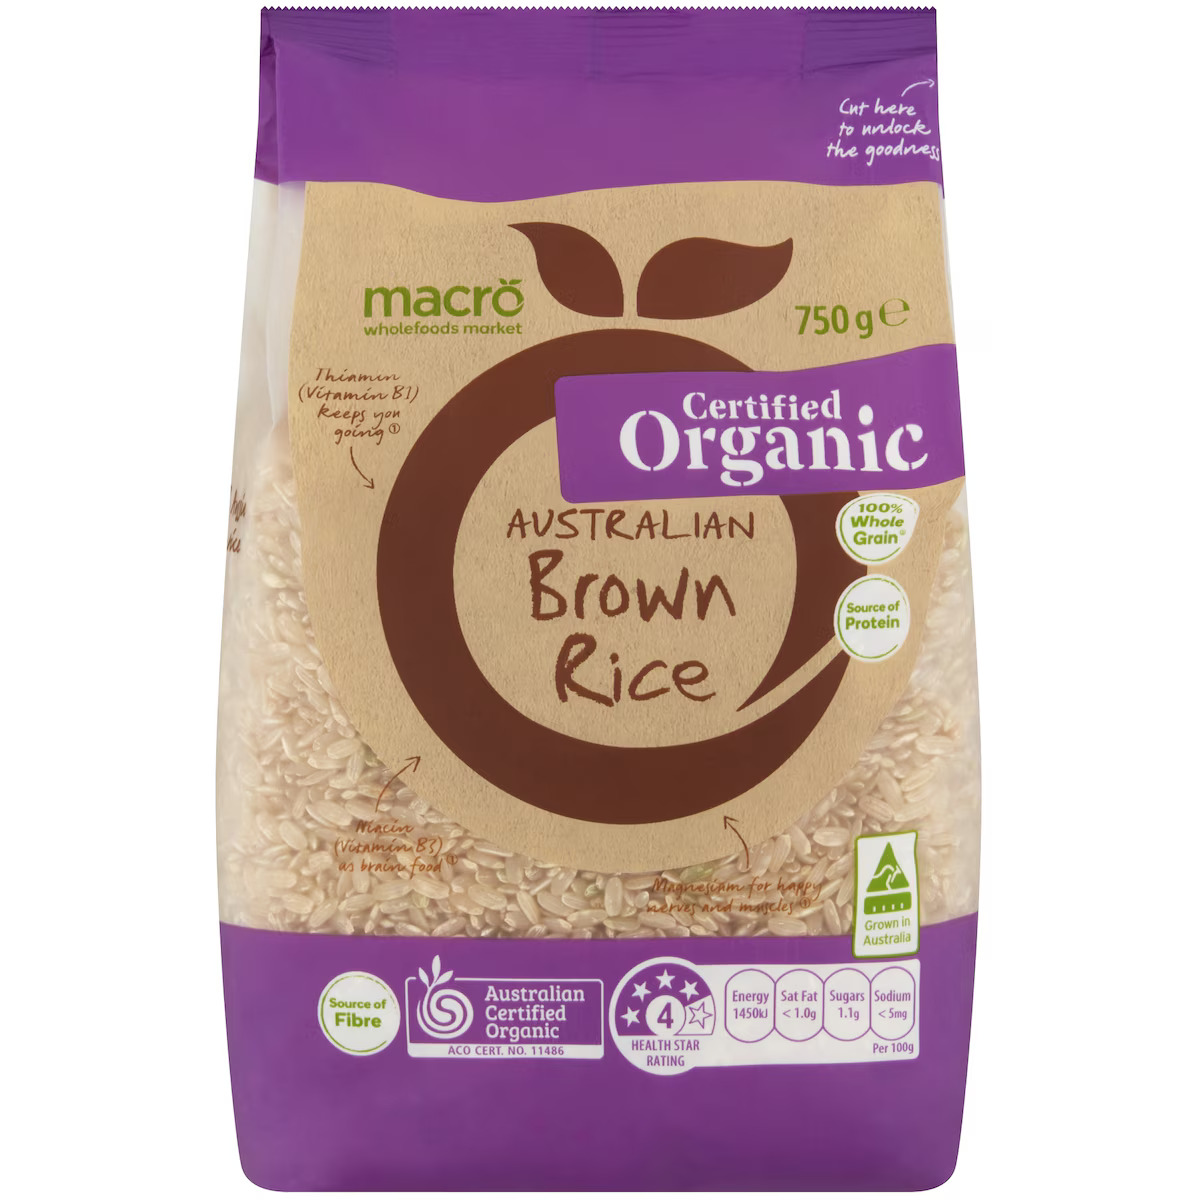 Cut here
to unlock
the goodness
macro
wholefoods market
750 g ℮
Thiamin
(Vitamin B1)
keeps you
going①
Certified
Organic
AUSTRALIAN
Brown
Rice
100%
Whole
Grain
Source of
Protein
Niacin
(Vitamin B3)
as brain food①
Magnesium for happy
nerves and muscles①
Grown in
Australia
Source of
Fibre
Australian
Certified
Organic
ACO CERT. NO. 11486
4
HEALTH STAR
RATING
Energy
1450kJ
Sat Fat
< 1.0g
Sugars
1.1g
Sodium
< 5mg
Per 100g